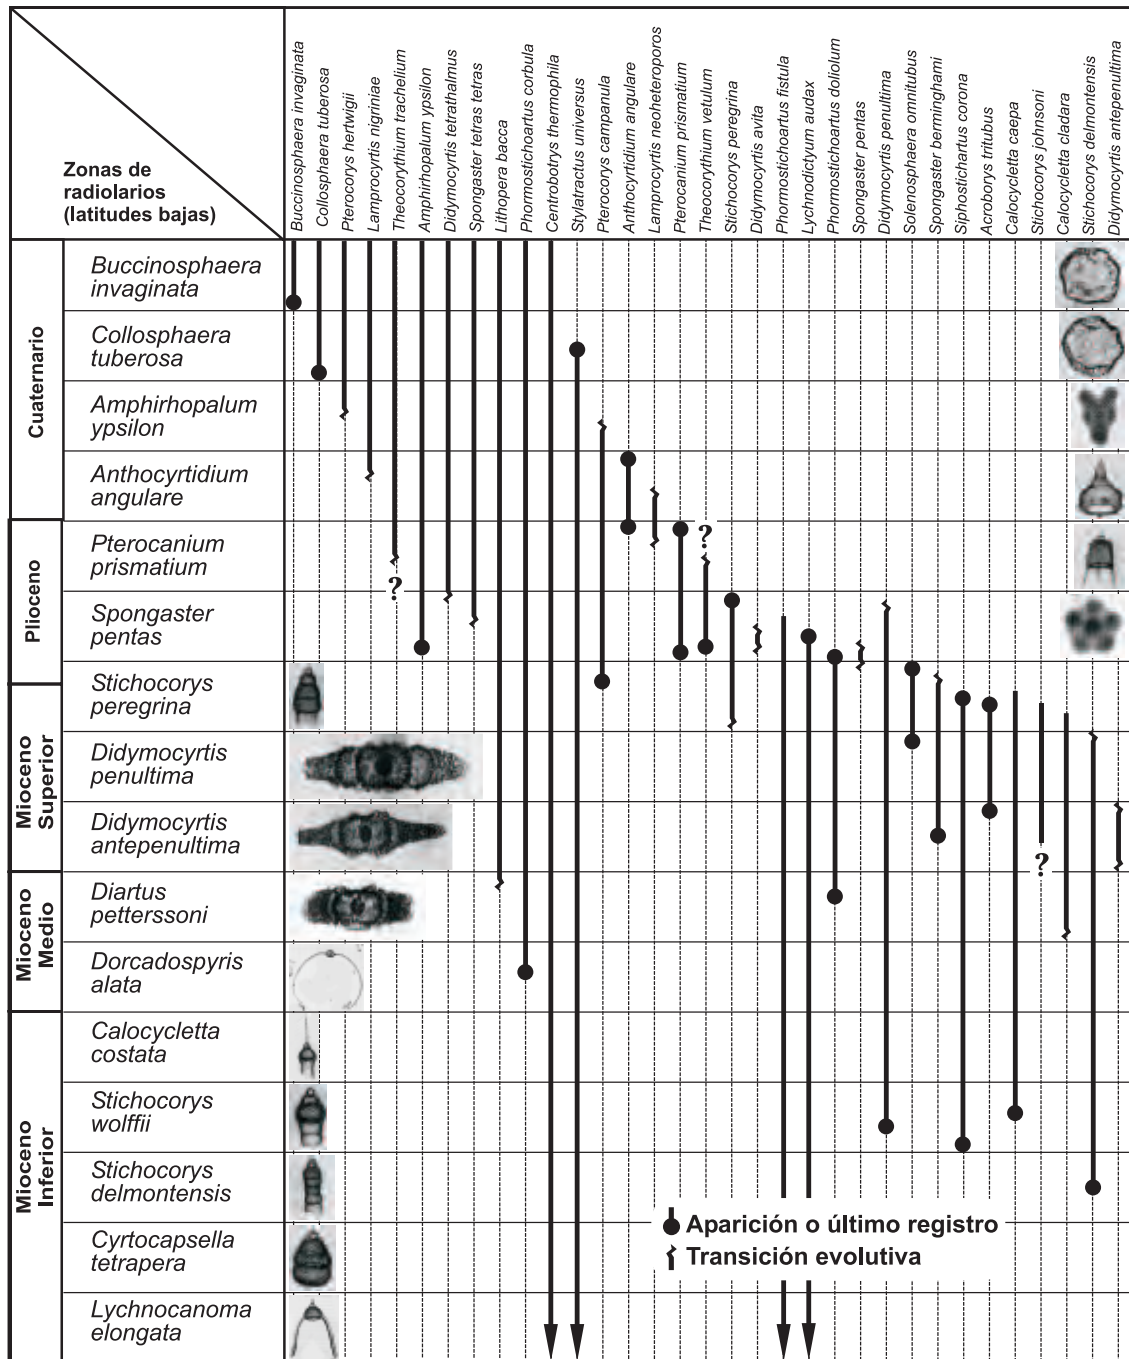 Zonas de
radiolarios
(latitudes bajas)
Buccinosphaera invaginata
Collosphaera tuberosa
Pterocorys hertwigii
Lamprocyrtis nigriniae
Theocorythium trachelium
Amphirhopalum ypsilon
Didymocyrtis tetrathalmus
Spongaster tetras tetras
Lithopera bacca
Phormostichoartus corbula
Centrobotrys thermophila
Stylatractus universus
Pterocorys campanula
Anthocyrtidium angulare
Lamprocyrtis neoheteroporos
Pterocanium prismatium
Theocorythium vetulum
Stichocorys peregrina
Didymocyrtis avita
Phormostichoartus fistula
Lychnodictyum audax
Phormostichoartus doliolum
Spongaster pentas
Didymocyrtis penultima
Solenosphaera omnitubus
Spongaster berminghami
Siphostichartus corona
Acrobotrys tritubus
Calocycletta caepa
Stichocorys johnsoni
Calocycletta cladara
Stichocorys delmontensis
Didymocyrtis antepenultima
Cuaternario
Buccinosphaera
invaginata
Collosphaera
tuberosa
Amphirhopalum
ypsilon
Anthocyrtidium
angulare
Plioceno
Pterocanium
prismatium
?
?
Spongaster
pentas
Stichocorys
peregrina
Mioceno
Superior
Didymocyrtis
penultima
Didymocyrtis
antepenultima
?
Mioceno
Medio
Diartus
petterssoni
Dorcadospyris
alata
Mioceno
Inferior
Calocycletta
costata
Stichocorys
wolffii
Stichocorys
delmontensis
Cyrtocapsella
tetrapera
Lychnocanoma
elongata
Aparición o último registro
Transición evolutiva